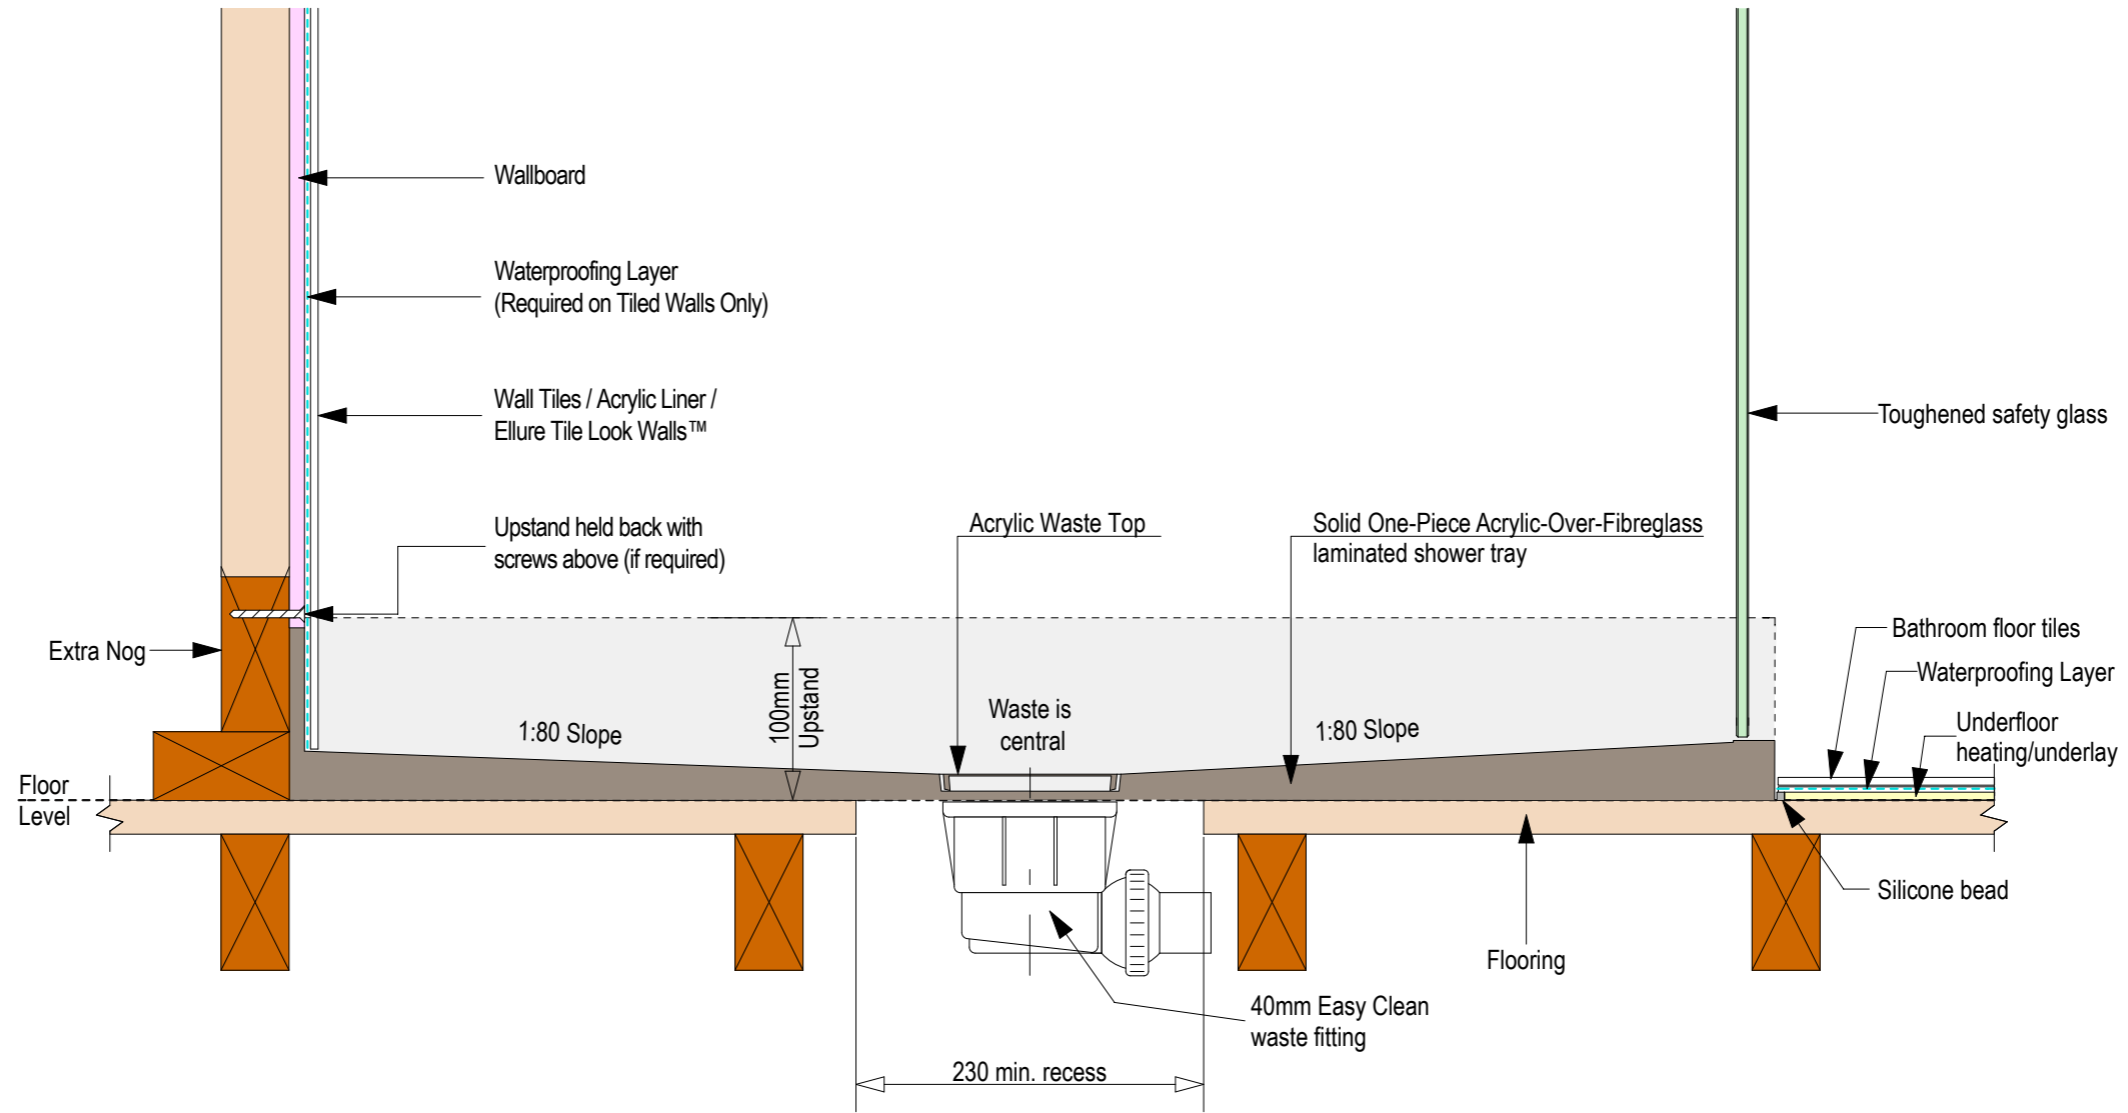 Wallboard
Waterproofing Layer
(Required on Tiled Walls Only)
Wall Tiles / Acrylic Liner /
Ellure Tile Look Walls™
Toughened safety glass
Upstand held back with
screws above (if required)
Acrylic Waste Top
Solid One-Piece Acrylic-Over-Fibreglass
laminated shower tray
Extra Nog
Bathroom floor tiles
Waterproofing Layer
Underfloor
heating/underlay
100mm
Upstand
Waste is
central
1:80 Slope
1:80 Slope
Floor
Level
Silicone bead
Flooring
40mm Easy Clean
waste fitting
230 min. recess